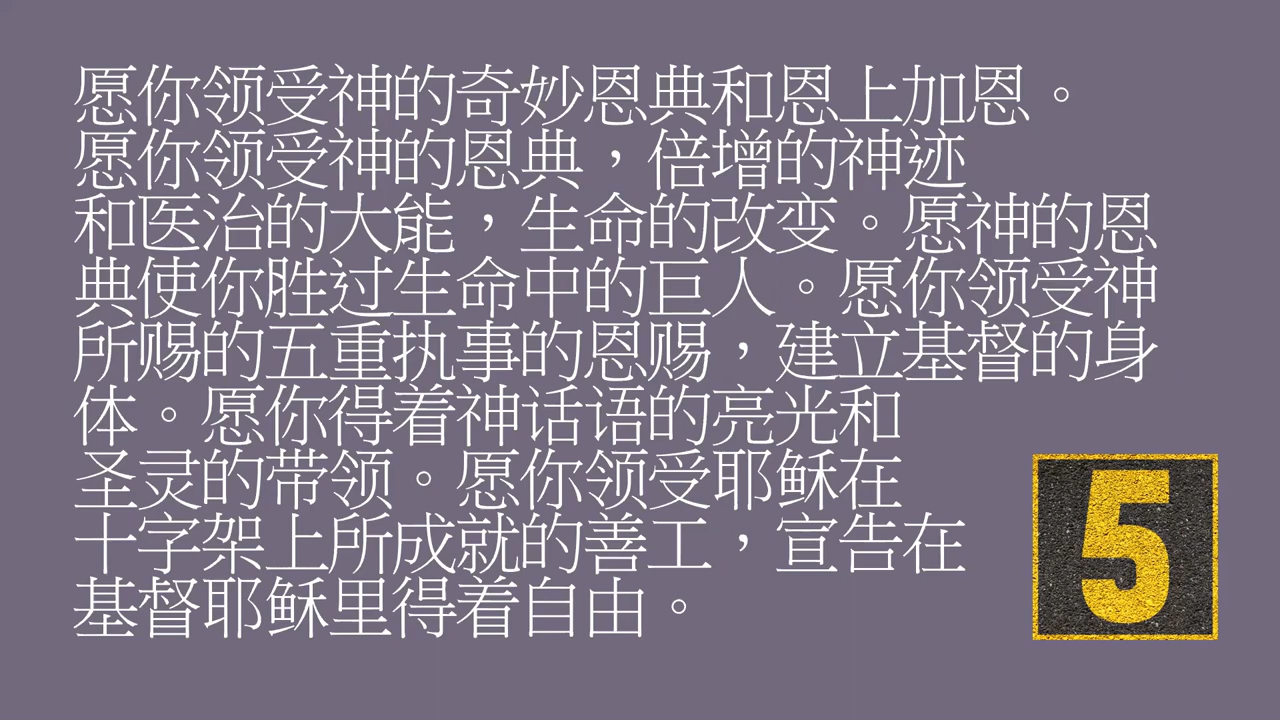 愿你领受神的奇妙恩典和恩上加恩。
愿你领受神的恩典，倍增的神迹
和医治的大能，生命的改变。愿神的恩
典使你胜过生命中的巨人。愿你领受神
所赐的五重执事的恩赐，建立基督的身
体。愿你得着神话语的亮光和
圣灵的带领。愿你领受耶稣在
十字架上所成就的善工，宣告在
基督耶稣里得着自由。
5